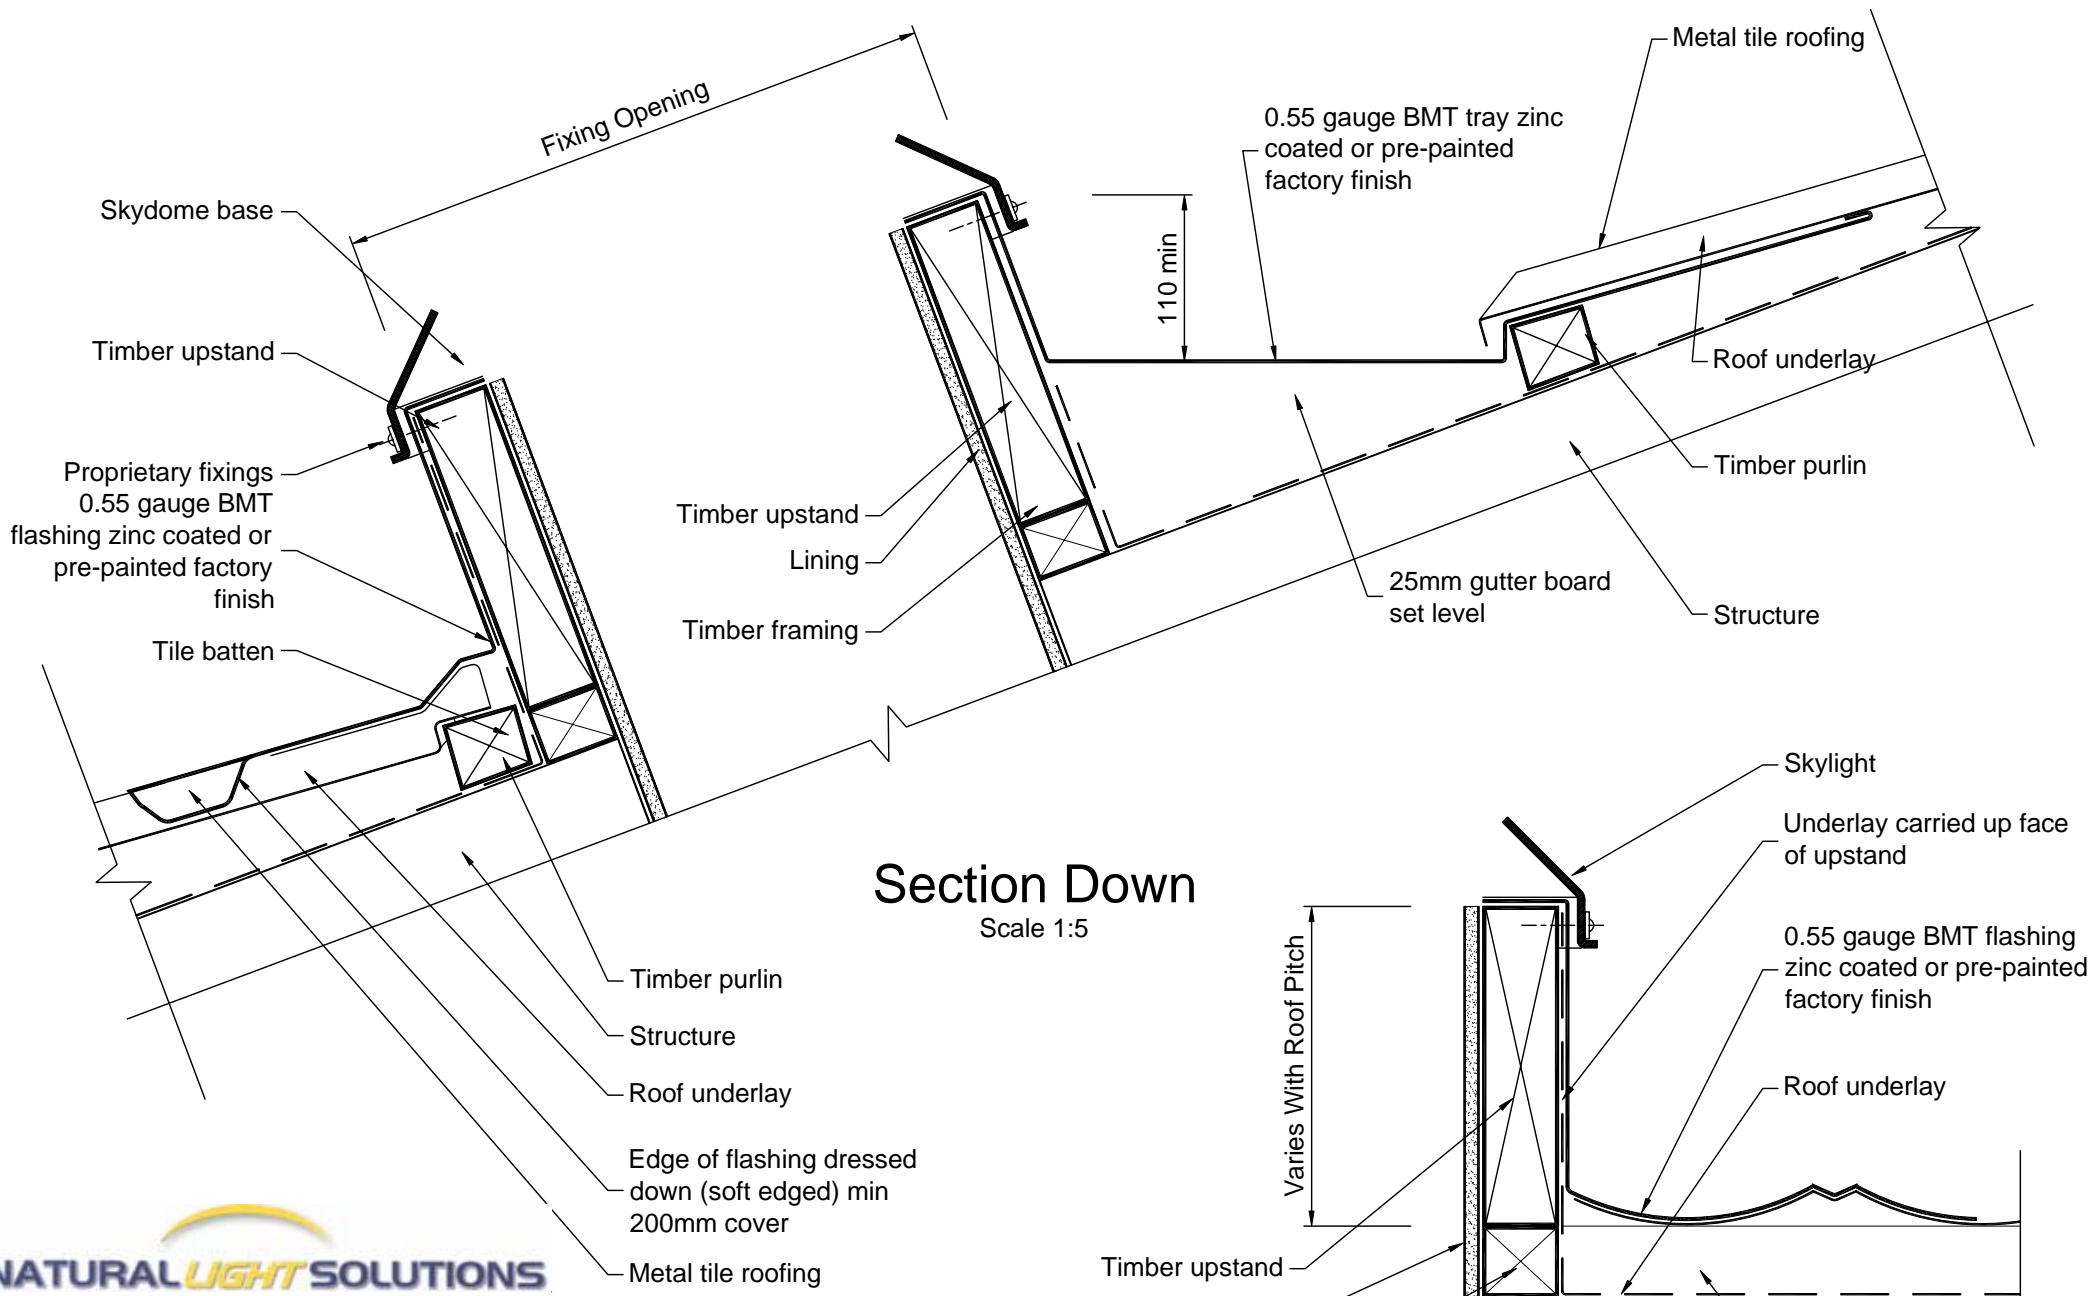 Metal tile roofing
Fixing Opening
0.55 gauge BMT tray zinc
coated or pre-painted
factory finish
Skydome base
110 min
Timber upstand
Roof underlay
Proprietary fixings
0.55 gauge BMT
flashing zinc coated or
pre-painted factory
finish
Timber purlin
Timber upstand
Lining
25mm gutter board
set level
Structure
Timber framing
Tile batten
Skylight
Underlay carried up face
of upstand
Section Down
Scale 1:5
0.55 gauge BMT flashing
zinc coated or pre-painted
factory finish
Varies With Roof Pitch
Timber purlin
Structure
Roof underlay
Roof underlay
Edge of flashing dressed
down (soft edged) min
200mm cover
Metal tile roofing
Timber upstand
NATURAL LIGHT SOLUTIONS